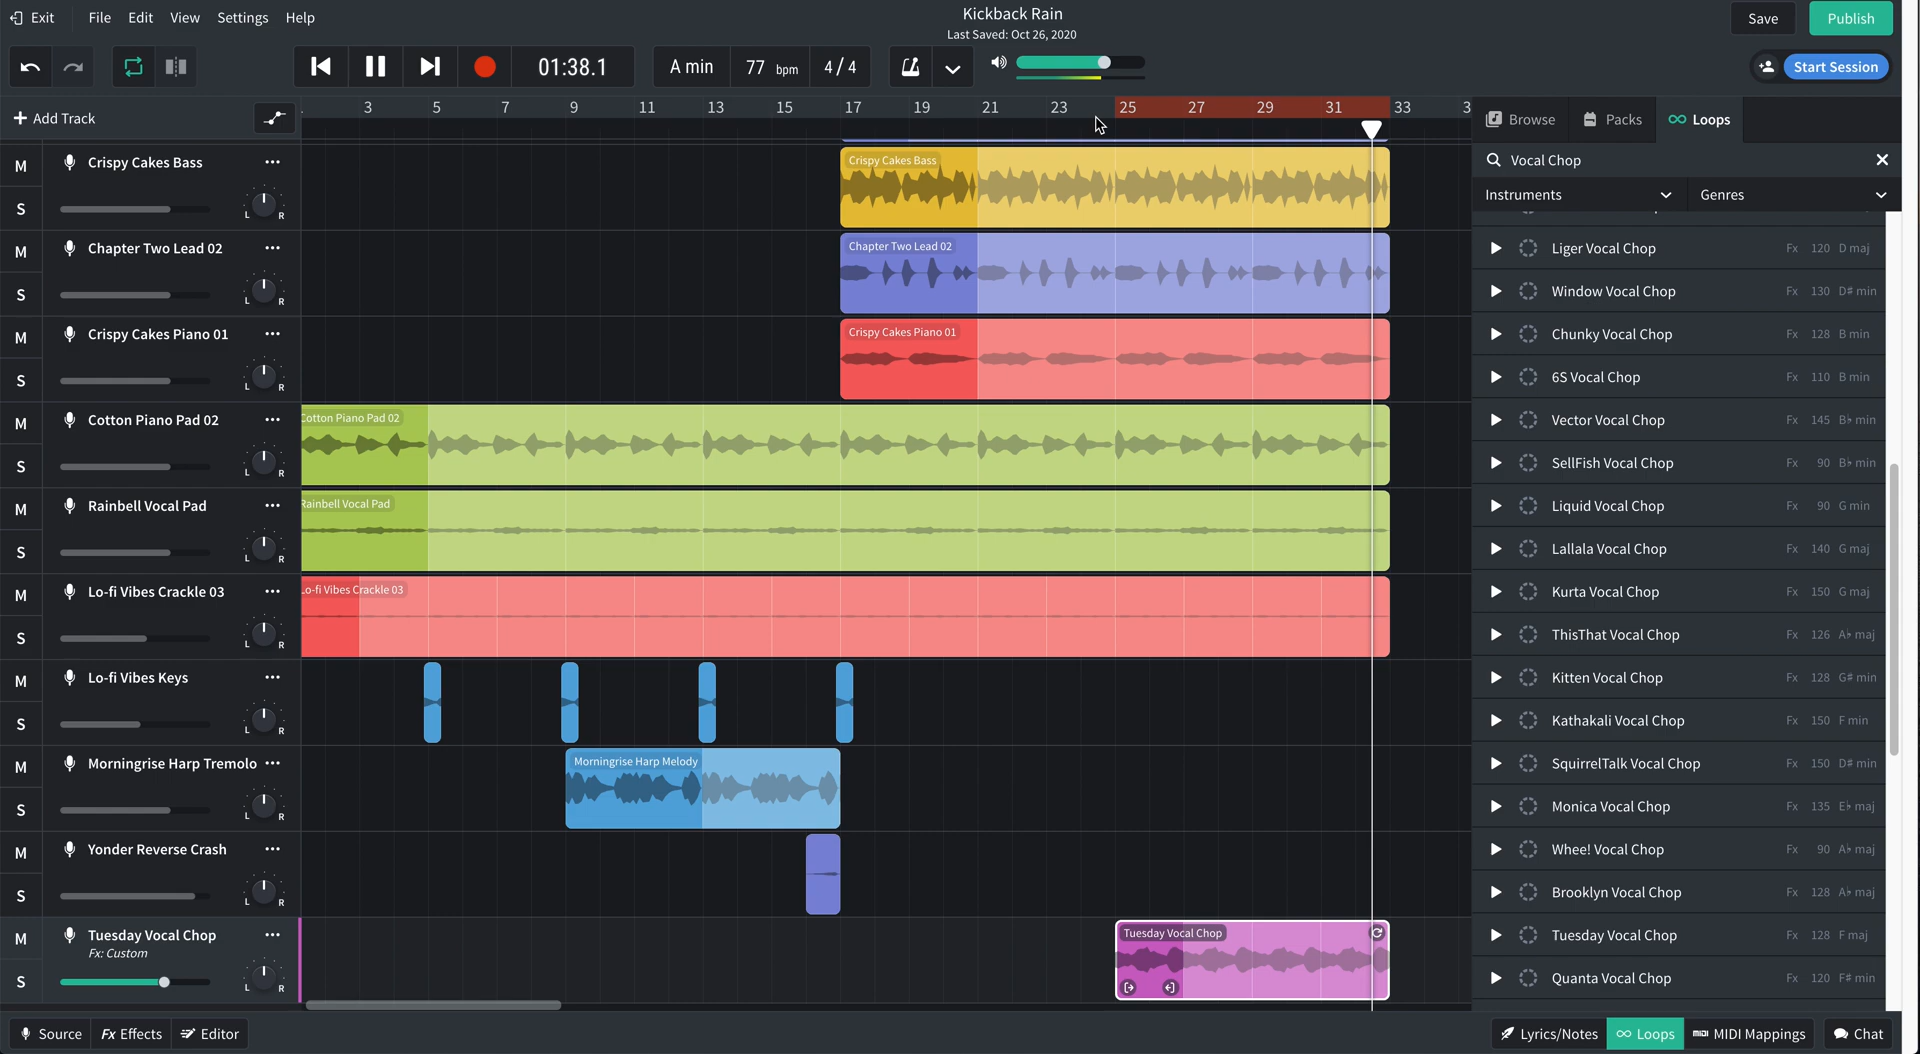 Exit
File
Edit
View
Settings
Help
Kickback Rain
Last Saved: Oct 26, 2020
Save
Publish
01:38.1
A min
77 bpm
4 / 4
Start Session
+ Add Track
3 5 7 9 11 13 15 17 19 21 23 25 27 29 31 33 3
Browse
Packs
Loops
Vocal Chop
Instruments
Genres
M
S
Crispy Cakes Bass
L R
Crispy Cakes Bass
M
S
Chapter Two Lead 02
L R
Chapter Two Lead 02
M
S
Crispy Cakes Piano 01
L R
Crispy Cakes Piano 01
M
S
Cotton Piano Pad 02
L R
Cotton Piano Pad 02
M
S
Rainbell Vocal Pad
L R
Rainbell Vocal Pad
M
S
Lo-fi Vibes Crackle 03
L R
Lo-fi Vibes Crackle 03
M
S
Lo-fi Vibes Keys
L R
M
S
Morningrise Harp Tremolo
L R
Morningrise Harp Melody
M
S
Yonder Reverse Crash
L R
M
S
Tuesday Vocal Chop
Fx: Custom
L R
Tuesday Vocal Chop
Liger Vocal Chop Fx 120 D maj
Window Vocal Chop Fx 130 D# min
Chunky Vocal Chop Fx 128 B min
6S Vocal Chop Fx 110 B min
Vector Vocal Chop Fx 145 B♭ min
SellFish Vocal Chop Fx 90 B♭ min
Liquid Vocal Chop Fx 90 G min
Lallala Vocal Chop Fx 140 G maj
Kurta Vocal Chop Fx 150 G maj
ThisThat Vocal Chop Fx 126 A♭ maj
Kitten Vocal Chop Fx 128 G# min
Kathakali Vocal Chop Fx 150 F min
SquirrelTalk Vocal Chop Fx 150 D# min
Monica Vocal Chop Fx 135 E♭ maj
Whee! Vocal Chop Fx 90 A♭ maj
Brooklyn Vocal Chop Fx 128 A♭ maj
Tuesday Vocal Chop Fx 128 F maj
Quanta Vocal Chop Fx 120 F# min
Source
Fx Effects
Editor
Lyrics/Notes
Loops
MIDI Mappings
Chat